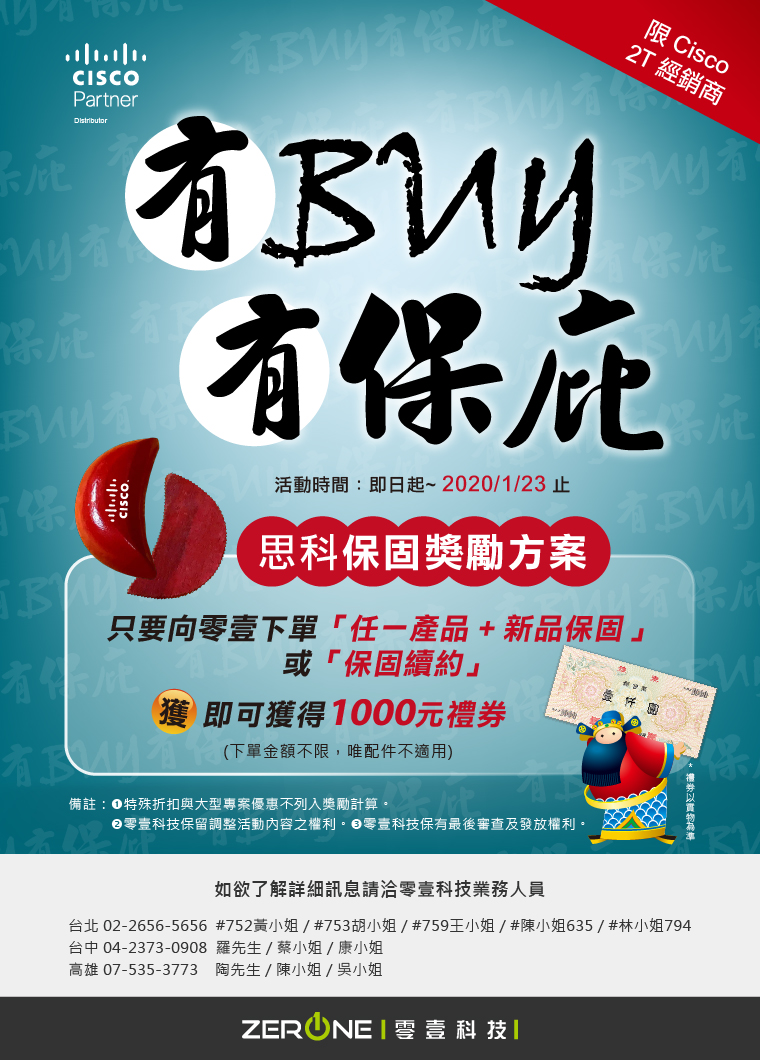 限 Cisco
2T 經銷商
CISCO
Partner
Distributor
有BUY
有保庇
活動時間：即日起~ 2020/1/23 止
CISCO
思科保固獎勵方案
只要向零壹下單「任一產品 + 新品保固」
或「保固續約」
獲 即可獲得1000元禮券
(下單金額不限，唯配件不適用)
壹仟圓
*禮券以實物為準
備註：❶特殊折扣與大型專案優惠不列入獎勵計算。
❷零壹科技保留調整活動內容之權利。❸零壹科技保有最後審查及發放權利。
如欲了解詳細訊息請洽零壹科技業務人員
台北 02-2656-5656 #752黃小姐 / #753胡小姐 / #759王小姐 / #陳小姐635 / #林小姐794
台中 04-2373-0908 羅先生 / 蔡小姐 / 康小姐
高雄 07-535-3773 陶先生 / 陳小姐 / 吳小姐
ZERONE 零壹科技